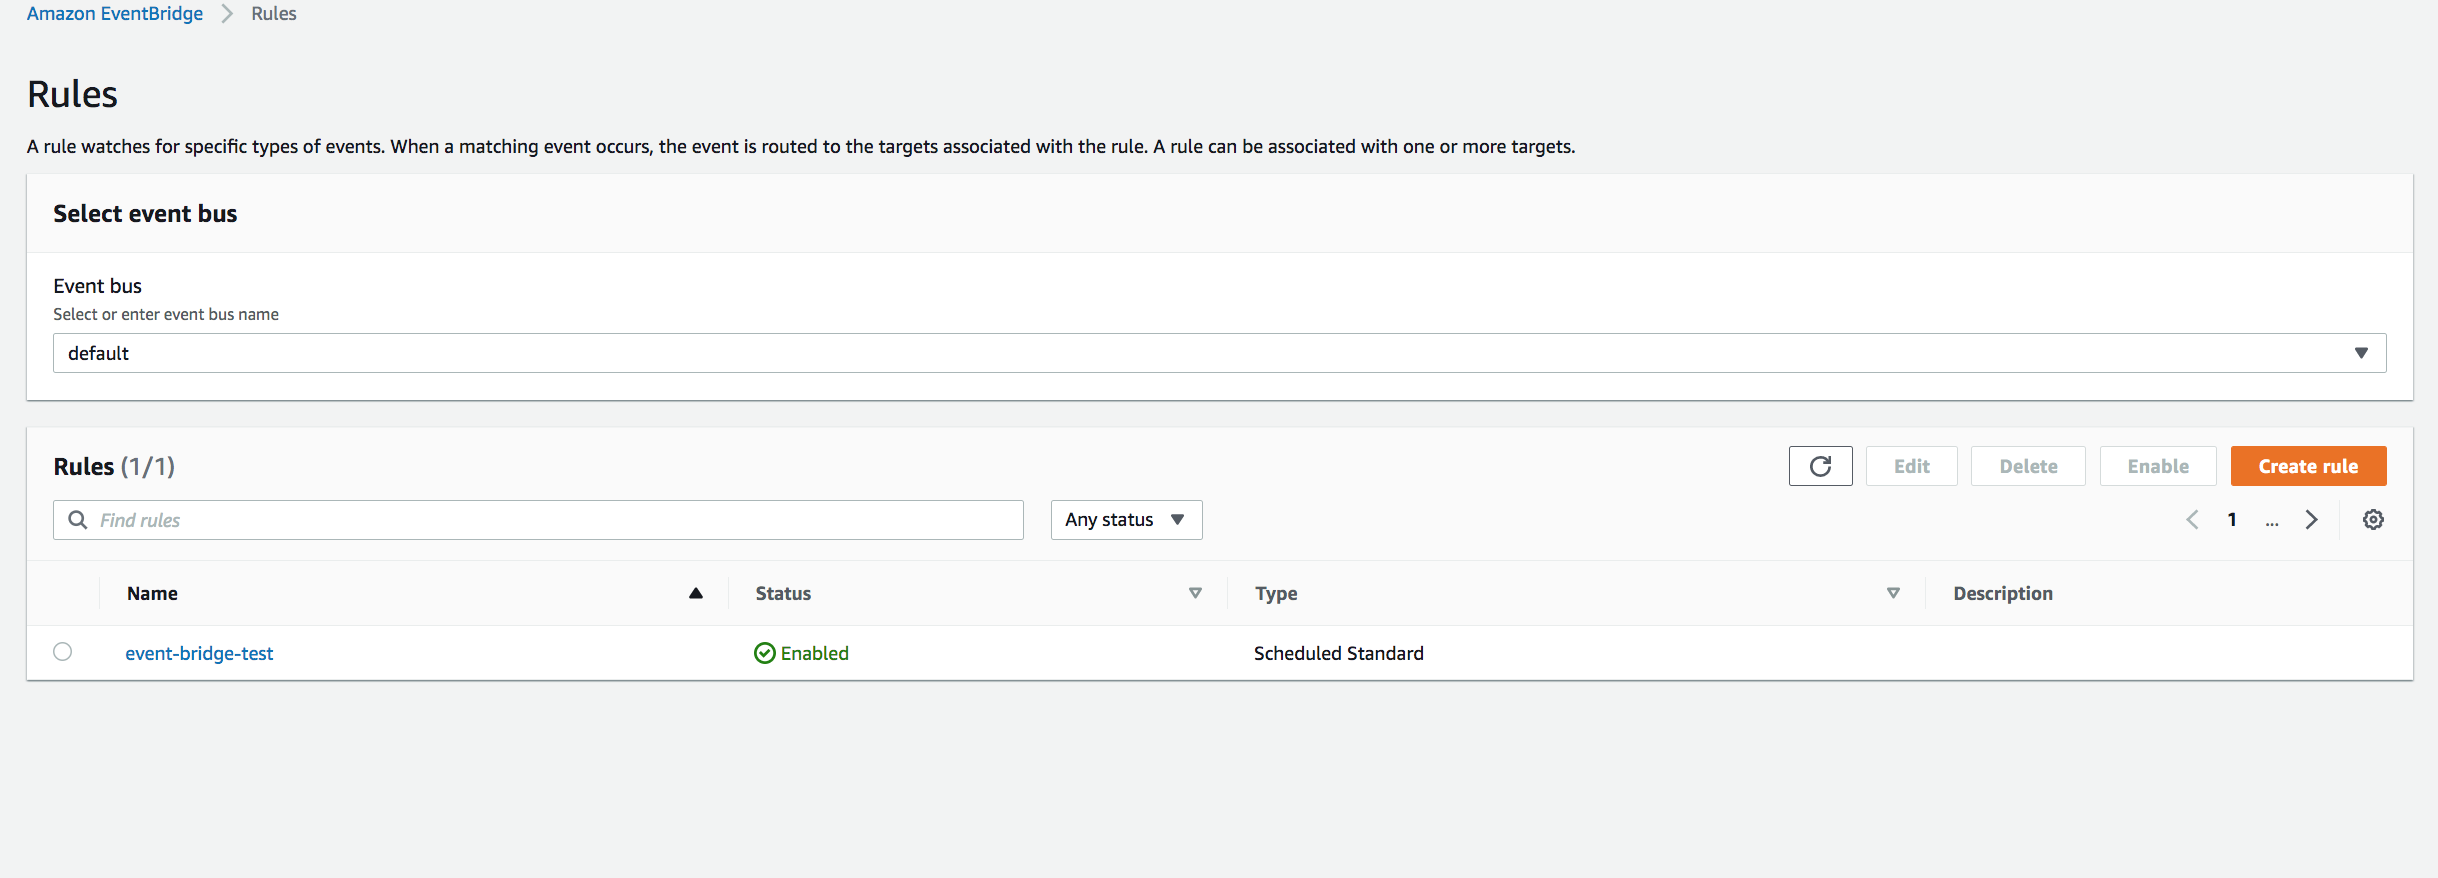 Amazon EventBridge > Rules
Rules
A rule watches for specific types of events. When a matching event occurs, the event is routed to the targets associated with the rule. A rule can be associated with one or more targets.
Select event bus
Event bus
Select or enter event bus name
default
Rules (1/1) Edit Delete Enable Create rule
Find rules Any status 1 ...
Name Status Type Description
event-bridge-test Enabled Scheduled Standard